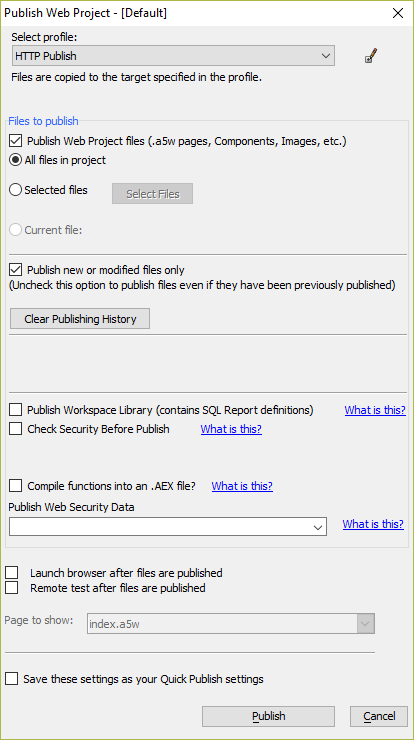 Publish Web Project - [Default]
Select profile:
HTTP Publish
Files are copied to the target specified in the profile.
Files to publish
Publish Web Project files (.a5w pages, Components, Images, etc.)
All files in project
Selected files
Select Files
Current file:
Publish new or modified files only
(Uncheck this option to publish files even if they have been previously published)
Clear Publishing History
Publish Workspace Library (contains SQL Report definitions) What is this?
Check Security Before Publish What is this?
Compile functions into an .AEX file? What is this?
Publish Web Security Data
What is this?
Launch browser after files are published
Remote test after files are published
Page to show: index.a5w
Save these settings as your Quick Publish settings
Publish Cancel